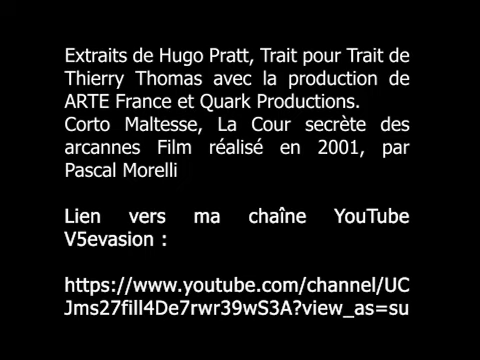 Extraits de Hugo Pratt, Trait pour Trait de
Thierry Thomas avec la production de
ARTE France et Quark Productions.
Corto Maltesse, La Cour secrète des
arcannes Film réalisé en 2001, par
Pascal Morelli
Lien vers ma chaîne YouTube
V5evasion :
https://www.youtube.com/channel/UC
Jms27fill4De7rwr39wS3A?view_as=su